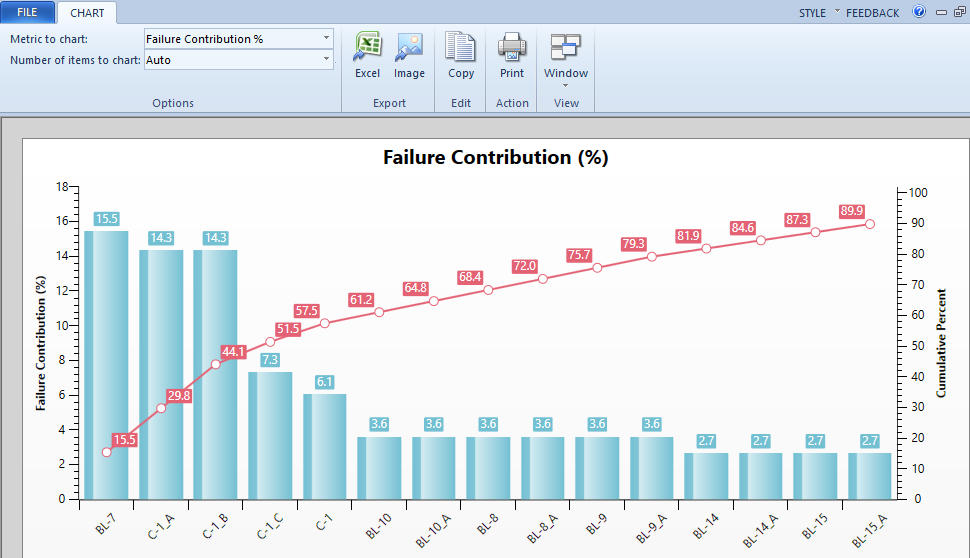 FILE CHART STYLE FEEDBACK
Metric to chart: Failure Contribution %
Number of items to chart: Auto
Excel Image Copy Print Window
Options Export Edit Action View
Failure Contribution (%)
Failure Contribution (%)
18
16
14
12
10
8
6
4
2
0
15.5 14.3 14.3 7.3 6.1 3.6 3.6 3.6 3.6 3.6 3.6 2.7 2.7 2.7 2.7
15.5 29.8 44.1 51.5 57.5 61.2 64.8 68.4 72.0 75.7 79.3 81.9 84.6 87.3 89.9
100
90
80
70
60
50
40
30
20
10
0
Cumulative Percent
BL-7 C-1_A C-1_B C-1_C C-1 BL-10 BL-10_A BL-8 BL-8_A BL-9 BL-9_A BL-14 BL-14_A BL-15 BL-15_A